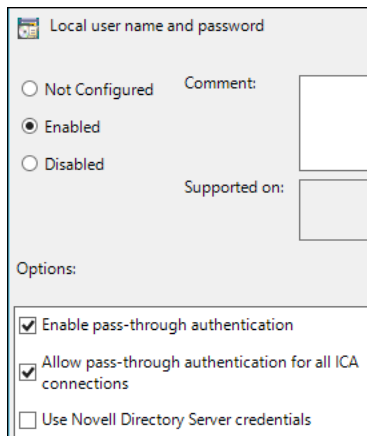 Local user name and password
Not Configured
Comment:
Enabled
Disabled
Supported on:
Options:
Enable pass-through authentication
Allow pass-through authentication for all ICA
connections
Use Novell Directory Server credentials